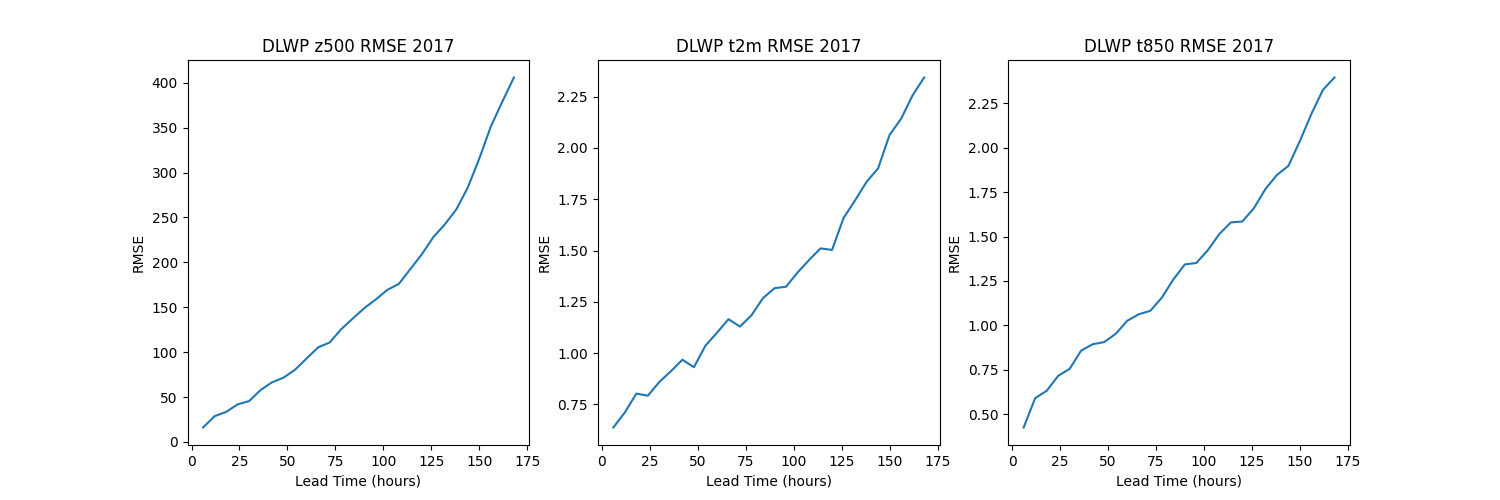 DLWP z500 RMSE 2017
RMSE
400
350
300
250
200
150
100
50
0
0 25 50 75 100 125 150 175
Lead Time (hours)
DLWP t2m RMSE 2017
RMSE
2.25
2.00
1.75
1.50
1.25
1.00
0.75
0 25 50 75 100 125 150 175
Lead Time (hours)
DLWP t850 RMSE 2017
RMSE
2.25
2.00
1.75
1.50
1.25
1.00
0.75
0.50
0 25 50 75 100 125 150 175
Lead Time (hours)